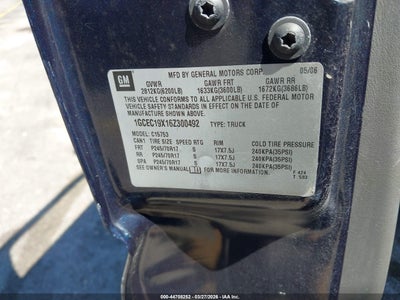 GM
MFD BY GENERAL MOTORS CORP
05/06
GVWR GAWR FRT GAWR RR
2812KG(6200LB) 1633KG(3600LB) 1672KG(3686LB)
THIS VEHICLE CONFORMS TO ALL APPLICABLE U.S. FEDERAL MOTOR
VEHICLE SAFETY STANDARDS IN EFFECT ON THE DATE OF
MANUFACTURE SHOWN ABOVE.
1GCEC19X16Z300492 TYPE: TRUCK
C15753
TIRE SIZE SPEED RTG RIM COLD TIRE PRESSURE
FRT P245/70R17 S 17X7.5J 240KPA(35PSI)
RR P245/70R17 S 17X7.5J 240KPA(35PSI)
SPA P245/70R17 S 17X7.5J 240KPA(35PSI)
SEE OWNER'S MANUAL FOR ADDITIONAL INFORMATION.
000-44708252 - 03/27/2026 - IAA Inc.